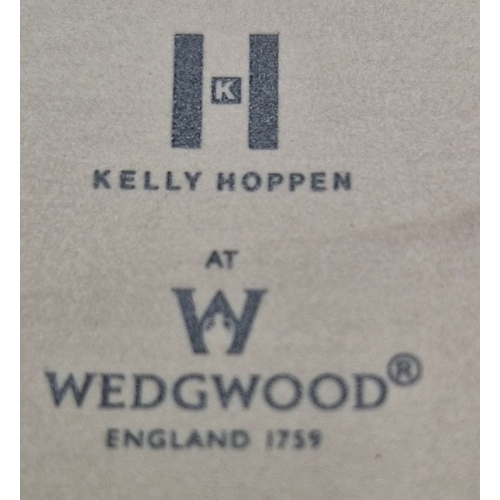 K
KELLY HOPPEN
AT
W
WEDGWOOD®
ENGLAND 1759